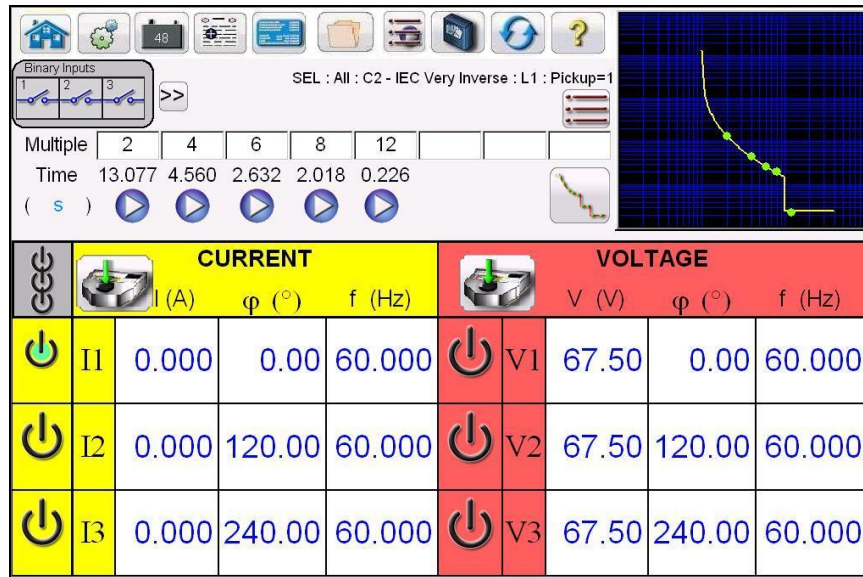 48
?
Binary Inputs
1 2 3
>>
SEL : All : C2 - IEC Very Inverse : L1 : Pickup=1
Multiple 2 4 6 8 12
Time 13.077 4.560 2.632 2.018 0.226
( s )
CURRENT VOLTAGE
I (A) φ (°) f (Hz) V (V) φ (°) f (Hz)
I1 0.000 0.00 60.000 V1 67.50 0.00 60.000
I2 0.000 120.00 60.000 V2 67.50 120.00 60.000
I3 0.000 240.00 60.000 V3 67.50 240.00 60.000